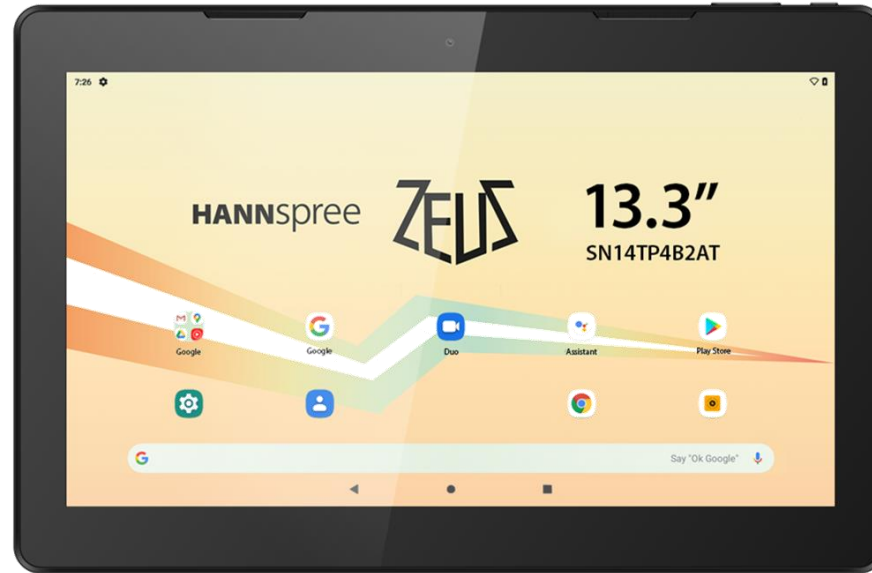 7:26
HANNspree
ZEUS
13.3”
SN14TP4B2AT
Google
Google
Duo
Assistant
Play Store
Say "Ok Google"